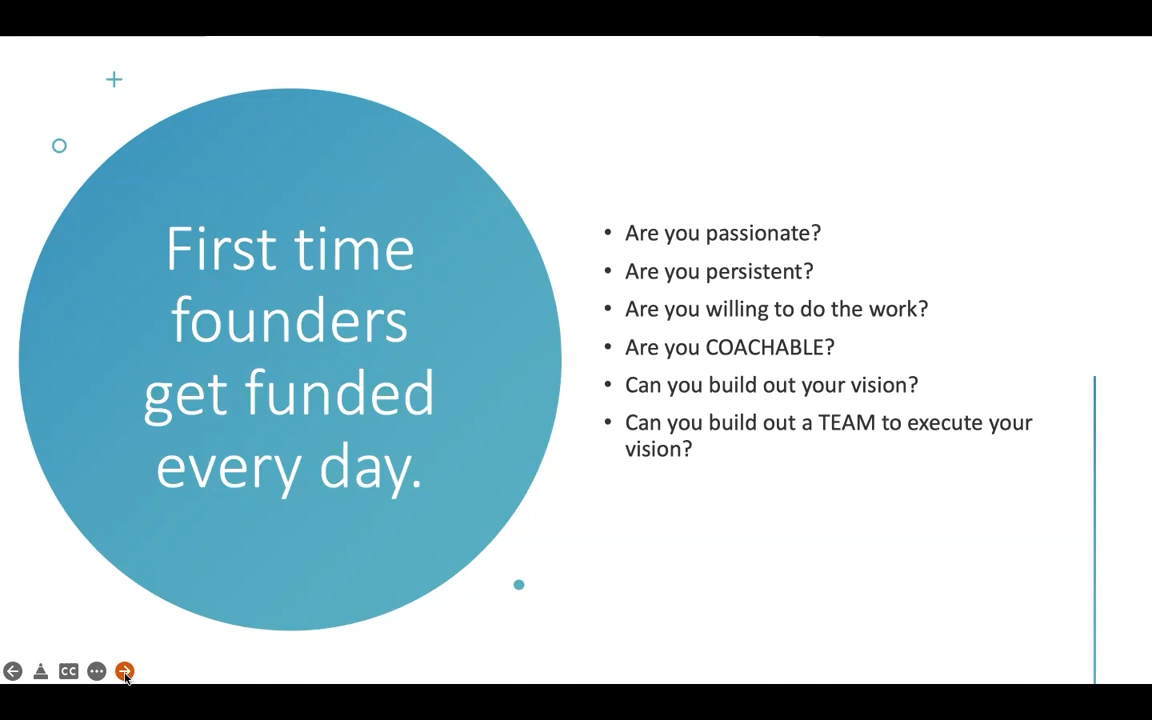 First time
founders
get funded
every day.
• Are you passionate?
• Are you persistent?
• Are you willing to do the work?
• Are you COACHABLE?
• Can you build out your vision?
• Can you build out a TEAM to execute your
vision?
CC